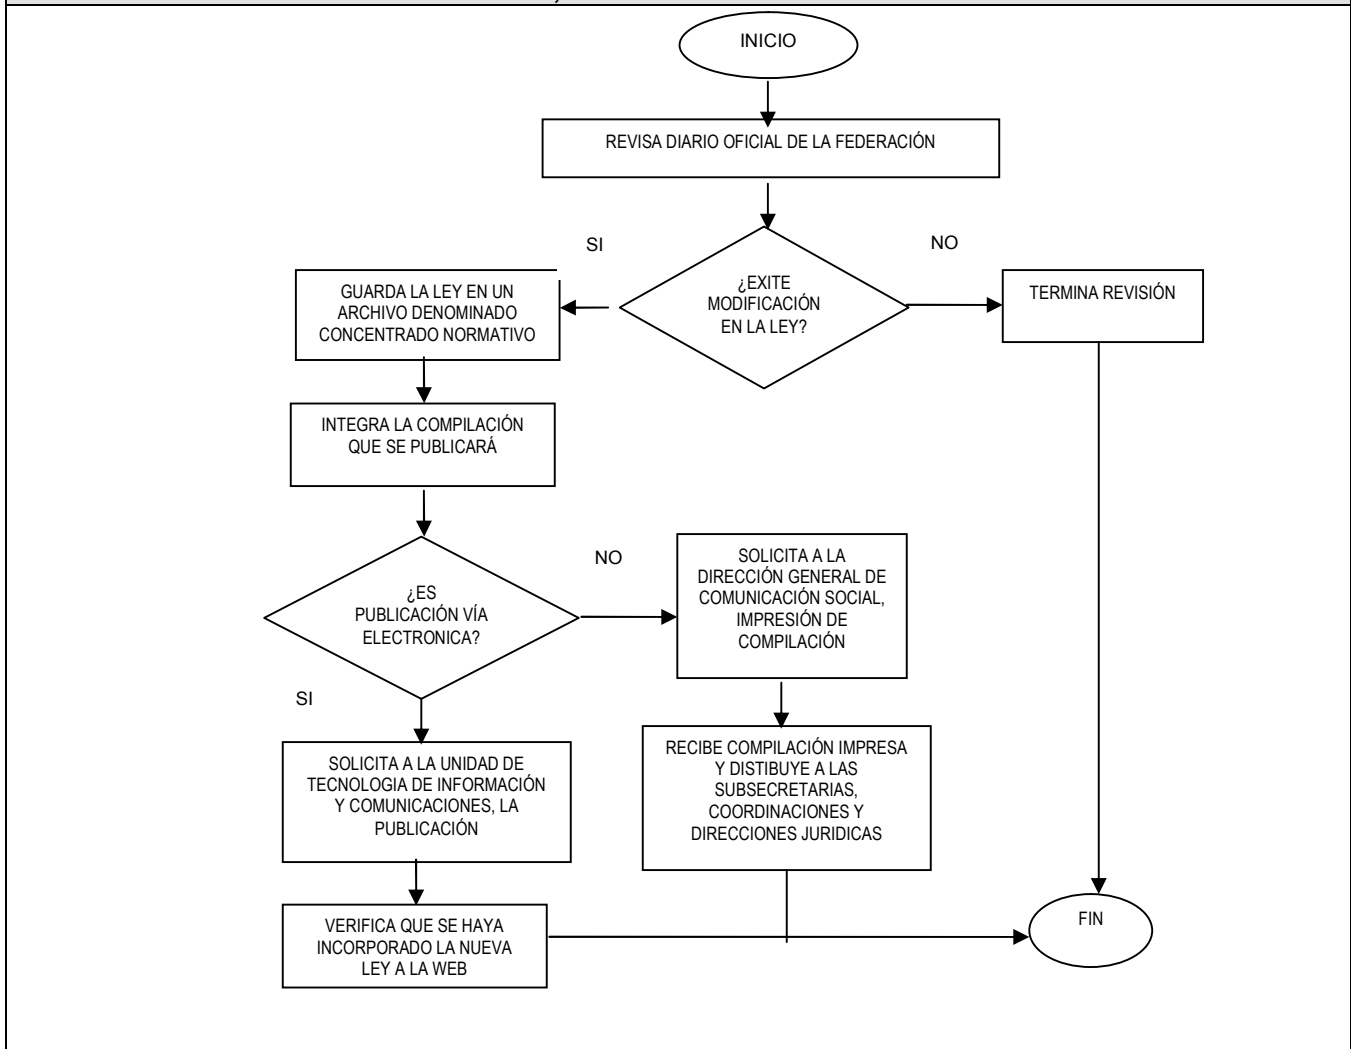 INICIO
REVISA DIARIO OFICIAL DE LA FEDERACIÓN
SI
NO
¿EXITE
MODIFICACIÓN
EN LA LEY?
GUARDA LA LEY EN UN
ARCHIVO DENOMINADO
CONCENTRADO NORMATIVO
TERMINA REVISIÓN
INTEGRA LA COMPILACIÓN
QUE SE PUBLICARÁ
¿ES
PUBLICACIÓN VÍA
ELECTRONICA?
NO
SOLICITA A LA
DIRECCIÓN GENERAL DE
COMUNICACIÓN SOCIAL,
IMPRESIÓN DE
COMPILACIÓN
SI
SOLICITA A LA UNIDAD DE
TECNOLOGIA DE INFORMACIÓN
Y COMUNICACIONES, LA
PUBLICACIÓN
RECIBE COMPILACIÓN IMPRESA
Y DISTIBUYE A LAS
SUBSECRETARIAS,
COORDINACIONES Y
DIRECCIONES JURIDICAS
VERIFICA QUE SE HAYA
INCORPORADO LA NUEVA
LEY A LA WEB
FIN